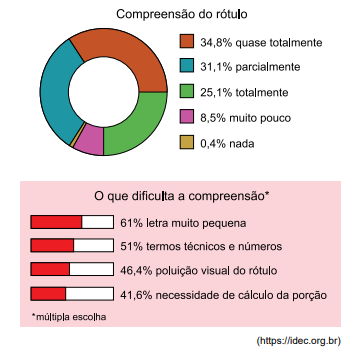 Compreensão do rótulo
34,8% quase totalmente
31,1% parcialmente
25,1% totalmente
8,5% muito pouco
0,4% nada
O que dificulta a compreensão*
61% letra muito pequena
51% termos técnicos e números
46,4% poluição visual do rótulo
41,6% necessidade de cálculo da porção
*múltipla escolha
(https://idec.org.br)